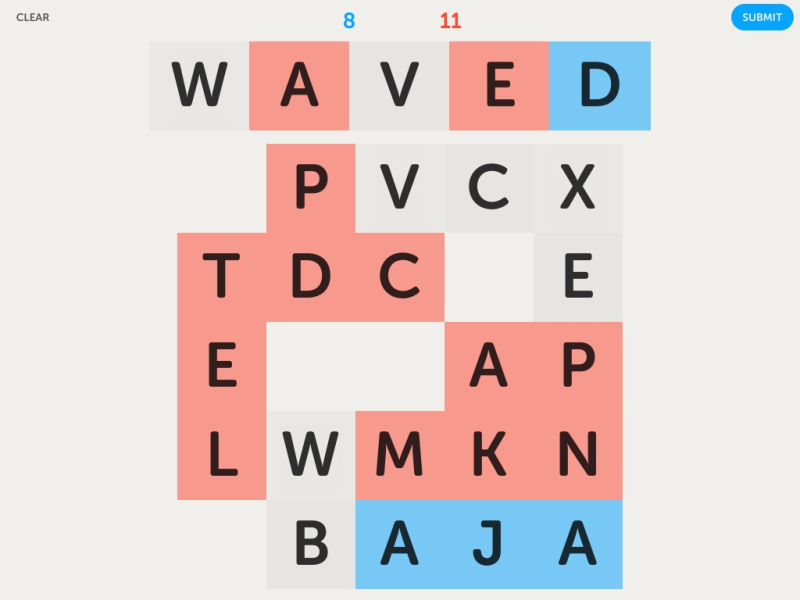 CLEAR 8 11 SUBMIT
W A V E D
P V C X
T D C E
E A P
L W M K N
B A J A